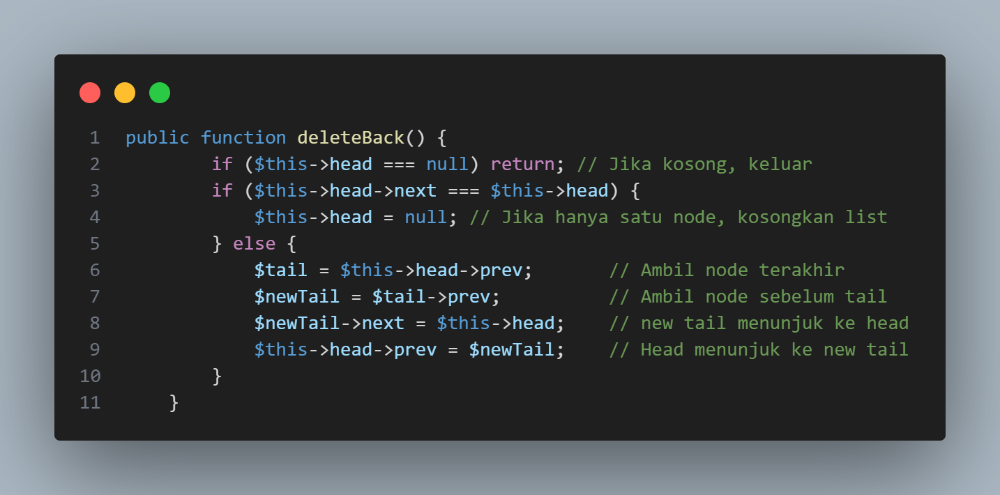 1 public function deleteBack() {
2 if ($this->head === null) return; // Jika kosong, keluar
3 if ($this->head->next === $this->head) {
4 $this->head = null; // Jika hanya satu node, kosongkan list
5 } else {
6 $tail = $this->head->prev; // Ambil node terakhir
7 $newTail = $tail->prev; // Ambil node sebelum tail
8 $newTail->next = $this->head; // new tail menunjuk ke head
9 $this->head->prev = $newTail; // Head menunjuk ke new tail
10 }
11 }